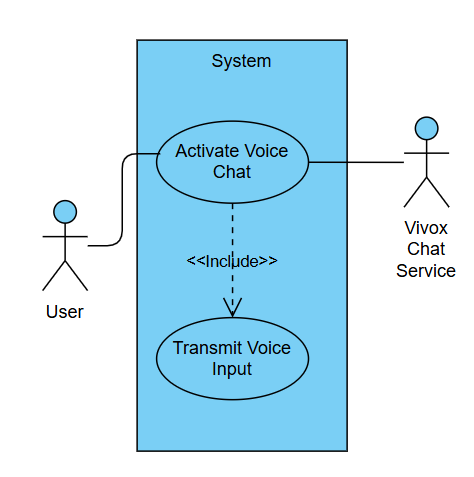 System
Activate Voice
Chat
Vivox
Chat
Service
<<Include>>
User
Transmit Voice
Input